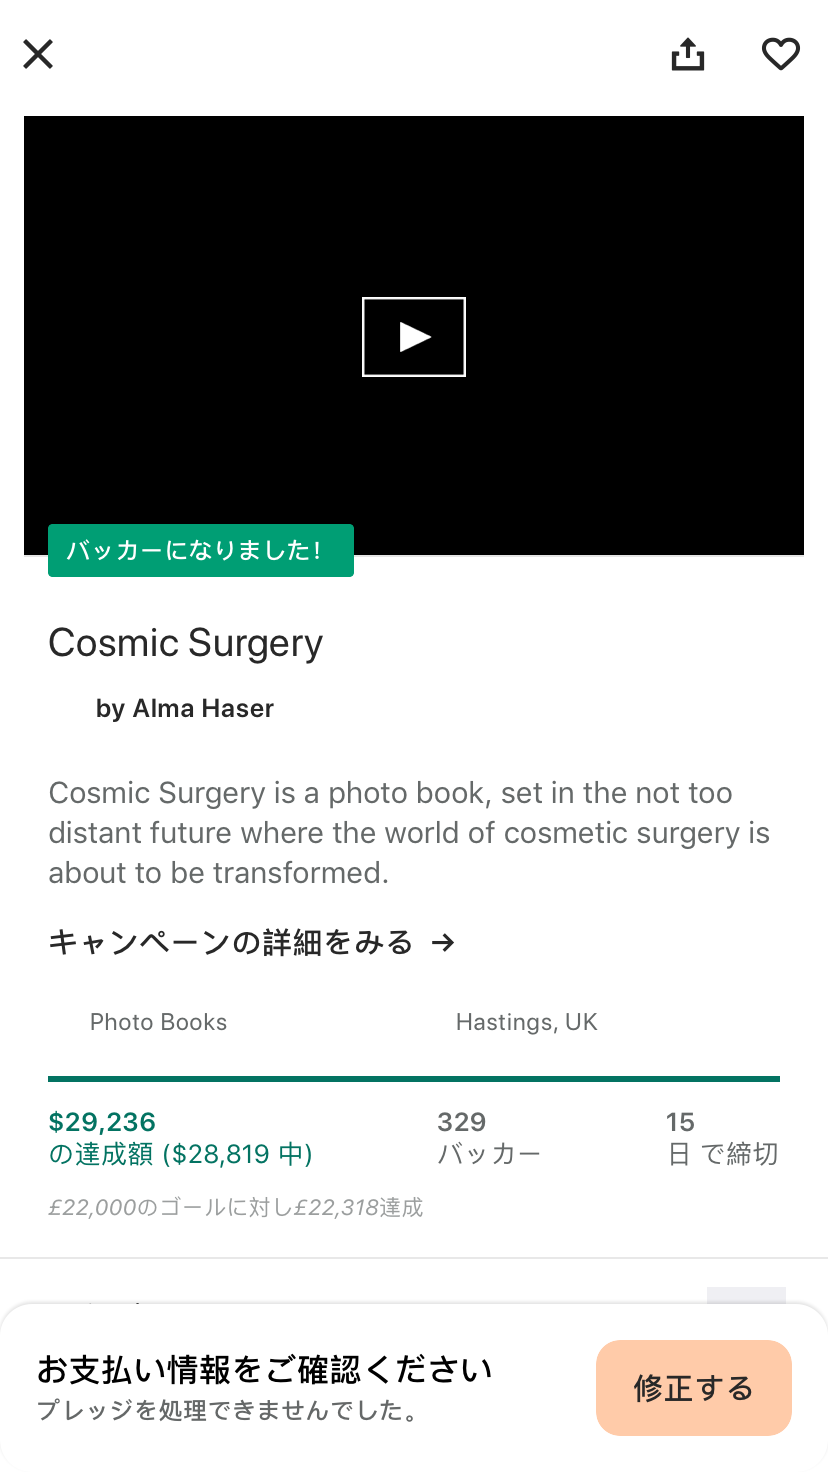 バッカーになりました!
Cosmic Surgery
by Alma Haser
Cosmic Surgery is a photo book, set in the not too
distant future where the world of cosmetic surgery is
about to be transformed.
キャンペーンの詳細をみる →
Photo Books
Hastings, UK
$29,236
の達成額 ($28,819 中)
329
バッカー
15
日 で締切
£22,000のゴールに対し£22,318達成
お支払い情報をご確認ください
プレッジを処理できませんでした。
修正する